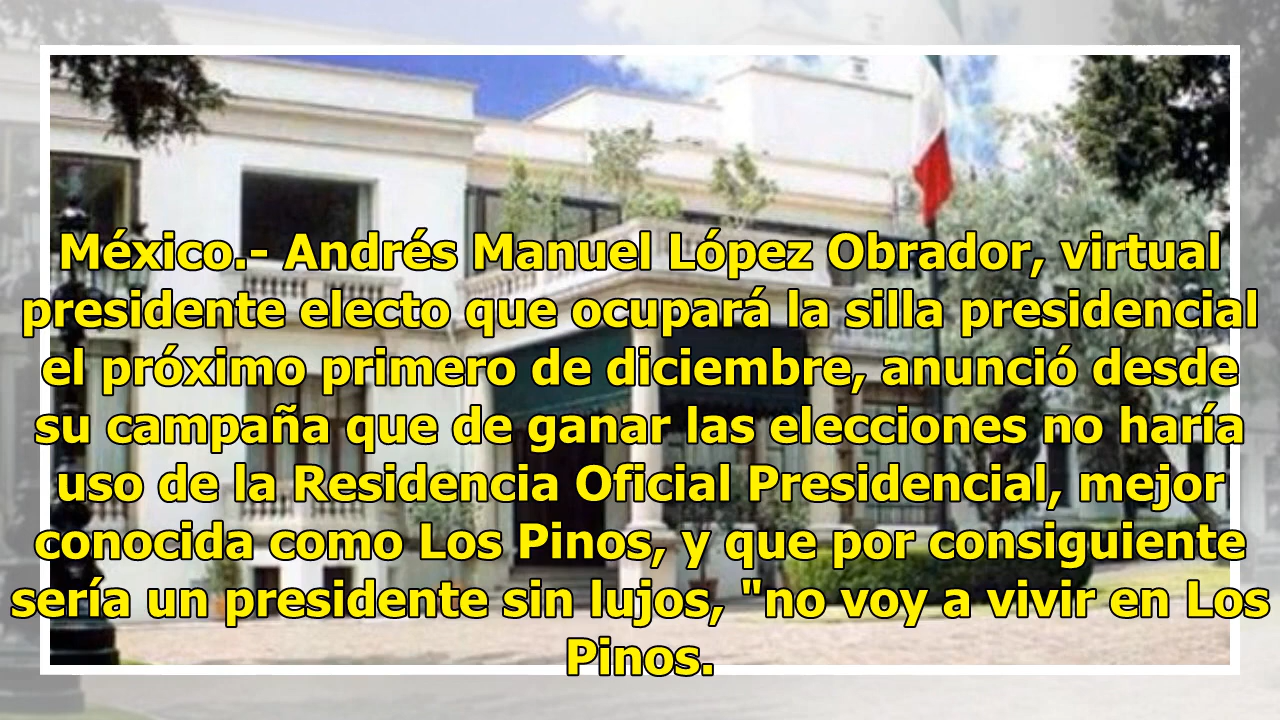 México.- Andrés Manuel López Obrador, virtual
presidente electo que ocupará la silla presidencial
el próximo primero de diciembre, anunció desde
su campaña que de ganar las elecciones no haría
uso de la Residencia Oficial Presidencial, mejor
conocida como Los Pinos, y que por consiguiente
sería un presidente sin lujos, "no voy a vivir en Los
Pinos.